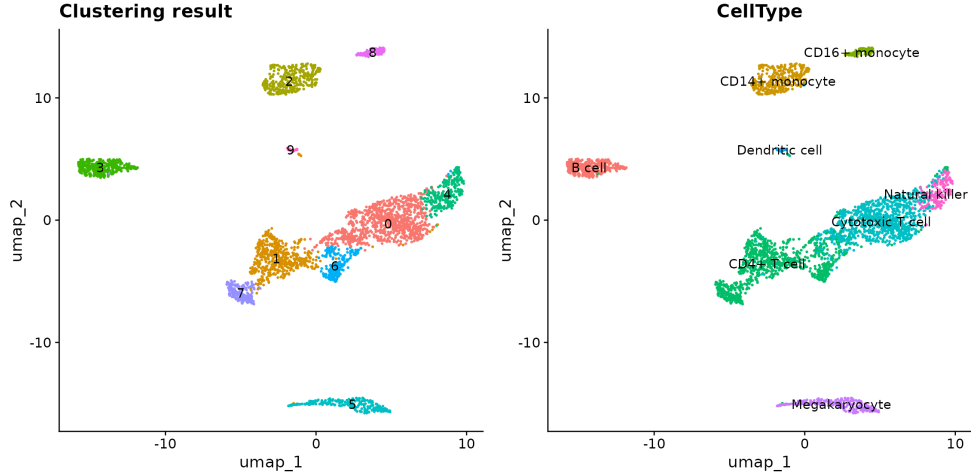 Clustering result
8
2
10
9
3
4
0
0
1
6
7
-10
5
-10
0
10
umap_1
umap_2
CellType
CD16+ monocyte
CD14+ monocyte
10
Dendritic cell
B cell
Natural killer
0
Cytotoxic T cell
CD4+ T cell
-10
Megakaryocyte
-10
0
10
umap_1
umap_2